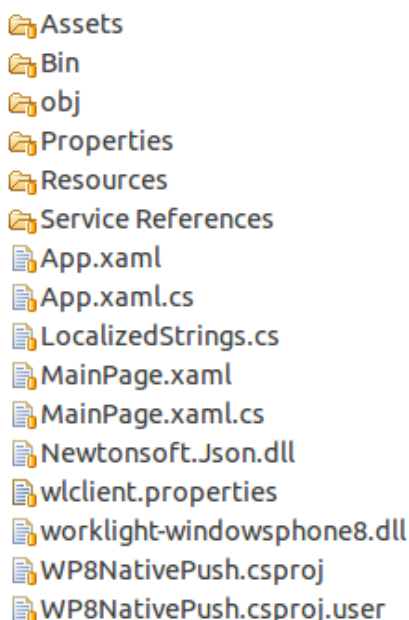 Assets
Bin
obj
Properties
Resources
Service References
App.xaml
App.xaml.cs
LocalizedStrings.cs
MainPage.xaml
MainPage.xaml.cs
Newtonsoft.Json.dll
wlclient.properties
worklight-windowsphone8.dll
WP8NativePush.csproj
WP8NativePush.csproj.user